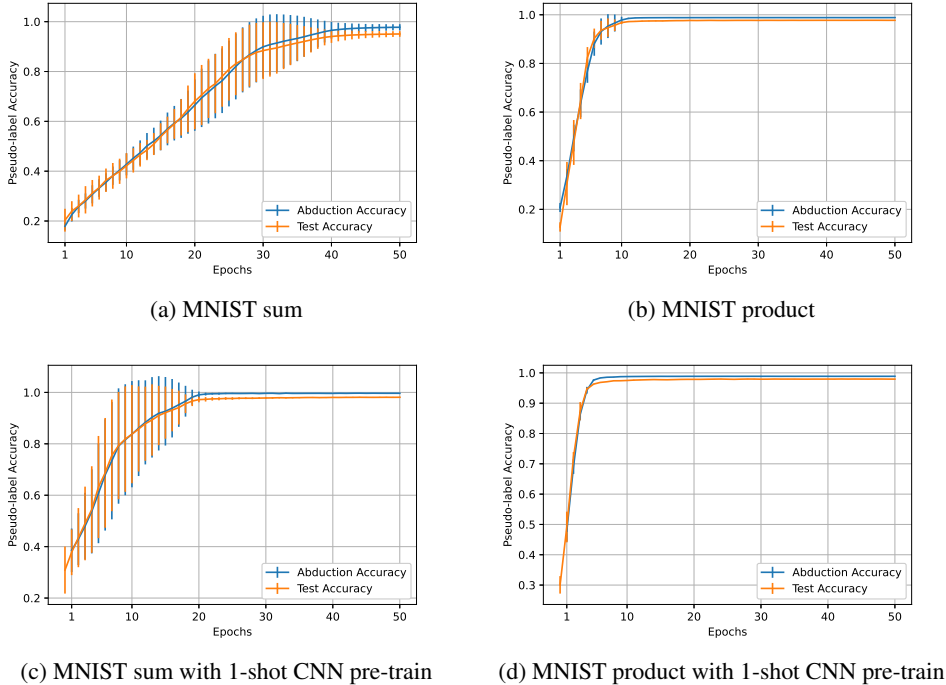 Pseudo-label Accuracy
1.0
0.8
0.6
0.4
0.2
1 10 20 30 40 50
Epochs
Abduction Accuracy
Test Accuracy
(a) MNIST sum
Pseudo-label Accuracy
1.0
0.8
0.6
0.4
0.2
1 10 20 30 40 50
Epochs
Abduction Accuracy
Test Accuracy
(b) MNIST product
Pseudo-label Accuracy
1.0
0.8
0.6
0.4
0.2
1 10 20 30 40 50
Epochs
Abduction Accuracy
Test Accuracy
(c) MNIST sum with 1-shot CNN pre-train
Pseudo-label Accuracy
1.0
0.9
0.8
0.7
0.6
0.5
0.4
0.3
1 10 20 30 40 50
Epochs
Abduction Accuracy
Test Accuracy
(d) MNIST product with 1-shot CNN pre-train